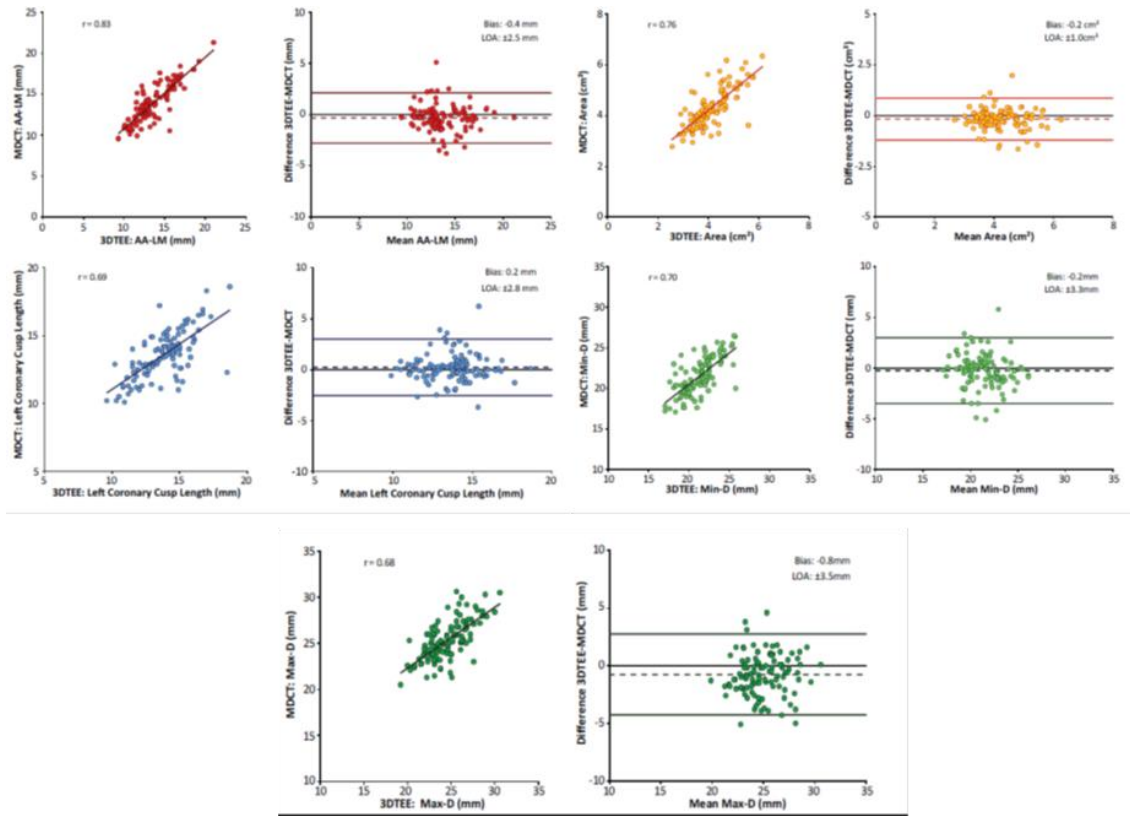 r = 0.83
MDCT: AA-LM (mm)
25
20
15
10
5
0
0 5 10 15 20 25
3DTEE: AA-LM (mm)
Bias: -0.4 mm
LOA: ±2.5 mm
Difference 3DTEE-MDCT (mm)
10
5
0
-5
-10
0 5 10 15 20 25
Mean AA-LM (mm)
r = 0.76
MDCT: Area (cm²)
8
6
4
2
0
0 2 4 6 8
3DTEE: Area (cm²)
Bias: -0.2 cm²
LOA: ±1.0cm²
Difference 3DTEE-MDCT (cm²)
5
2.5
0
-2.5
-5
0 2 4 6 8
Mean Area (cm²)
r = 0.69
MDCT: Left Coronary Cusp Length (mm)
20
15
10
5
5 10 15 20
3DTEE: Left Coronary Cusp Length (mm)
Bias: 0.2 mm
LOA: ±2.8 mm
Difference 3DTEE-MDCT
10
5
0
-5
-10
5 10 15 20
Mean Left Coronary Cusp Length (mm)
r = 0.70
MDCT:Min-D (mm)
35
30
25
20
15
10
10 15 20 25 30 35
3DTEE: Min-D (mm)
Bias: -0.2mm
LOA: ±3.3mm
Difference 3DTEE-MDCT (mm)
10
5
0
-5
-10
10 15 20 25 30 35
Mean Min-D (mm)
r = 0.68
MDCT: Max-D (mm)
35
30
25
20
15
10
10 15 20 25 30 35
3DTEE: Max-D (mm)
Bias: -0.8mm
LOA: ±3.5mm
Difference 3DTEE-MDCT (mm)
10
5
0
-5
-10
10 15 20 25 30 35
Mean Max-D (mm)